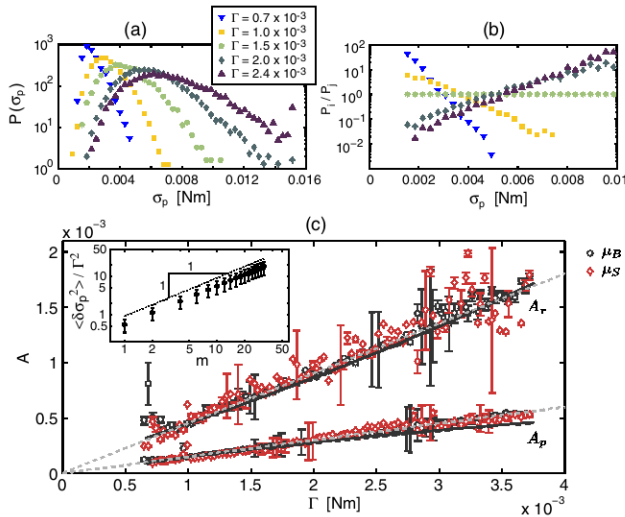 (a)
Γ = 0.7 x 10⁻³
Γ = 1.0 x 10⁻³
Γ = 1.5 x 10⁻³
Γ = 2.0 x 10⁻³
Γ = 2.4 x 10⁻³
(b)
P(σₚ)
10³
10²
10¹
10⁰
0.004
0.008
0.012
0.016
σₚ [Nm]
Pᵢ / Pⱼ
10²
10¹
10⁰
10⁻¹
10⁻²
0
0.002
0.004
0.006
0.008
0.01
σₚ [Nm]
x 10⁻³
(c)
A
2
1.5
1
0.5
0
<δσₚ²> / Γ²
50
10
5
1
0.5
1
1
1
2
5
10
20
50
m
μ_B
μ_S
Aᵣ
Aₚ
0
0.5
1
1.5
2
2.5
3
3.5
4
Γ [Nm]
x 10⁻³